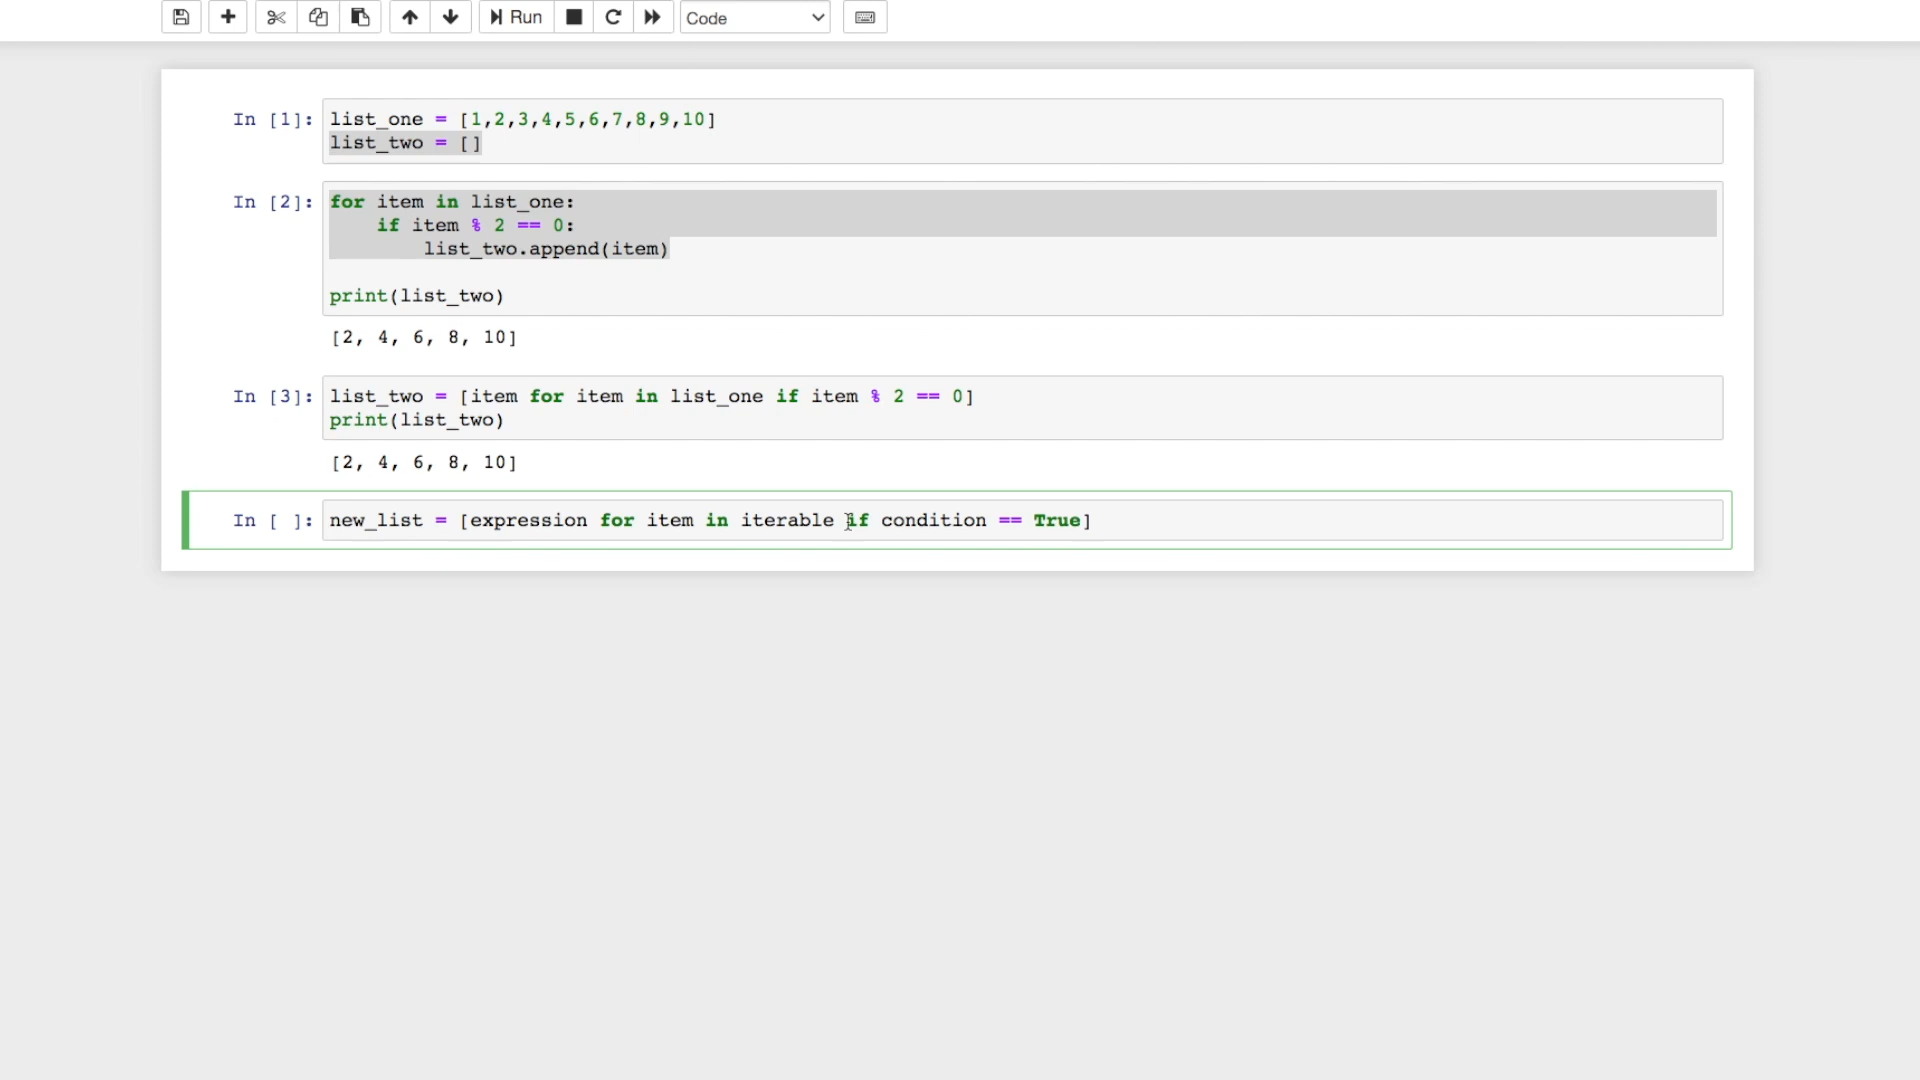 Run Code
In [1]: list_one = [1,2,3,4,5,6,7,8,9,10]
list_two = []
In [2]: for item in list_one:
if item % 2 == 0:
list_two.append(item)
print(list_two)
[2, 4, 6, 8, 10]
In [3]: list_two = [item for item in list_one if item % 2 == 0]
print(list_two)
[2, 4, 6, 8, 10]
In [ ]: new_list = [expression for item in iterable if condition == True]